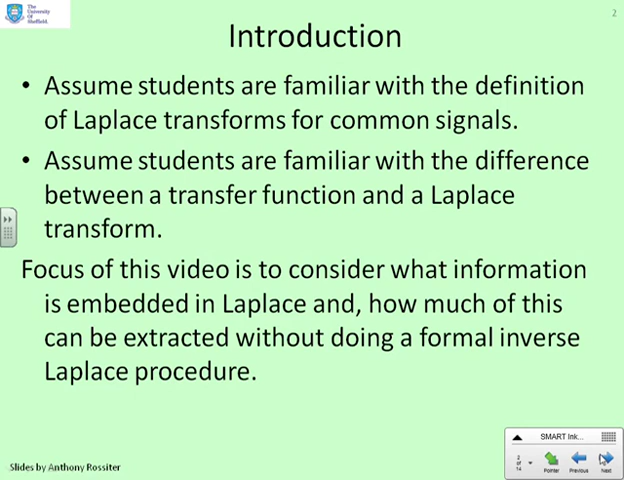 The
University
Of
Sheffield.
2
Introduction
• Assume students are familiar with the definition
of Laplace transforms for common signals.
• Assume students are familiar with the difference
between a transfer function and a Laplace
transform.
Focus of this video is to consider what information
is embedded in Laplace and, how much of this
can be extracted without doing a formal inverse
Laplace procedure.
Slides by Anthony Rossiter
SMART Ink...
2
of
14
Pointer Previous Next